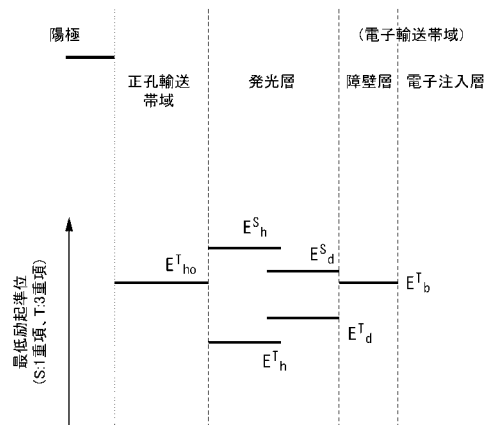 陽極
(電子輸送帯域)
正孔輸送
帯域
発光層
障壁層
電子注入層
E^S_h
E^S_d
E^T_ho
E^T_b
E^T_d
E^T_h
最低励起準位
(S:1重項、T:3重項)